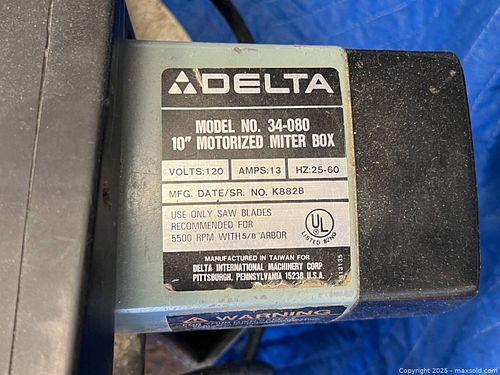 DELTA
MODEL NO. 34-080
10" MOTORIZED MITER BOX
VOLTS:120 AMPS:13 HZ:25-60
MFG. DATE/SR. NO. K8828
USE ONLY SAW BLADES
RECOMMENDED FOR
5500 RPM WITH 5/8 ARBOR
UL
LISTED
MANUFACTURED IN TAIWAN FOR
DELTA INTERNATIONAL MACHINERY CORP.
PITTSBURGH, PENNSYLVANIA 15238 U.S.A.
WARNING
Copyright 2025 - maxsold.com